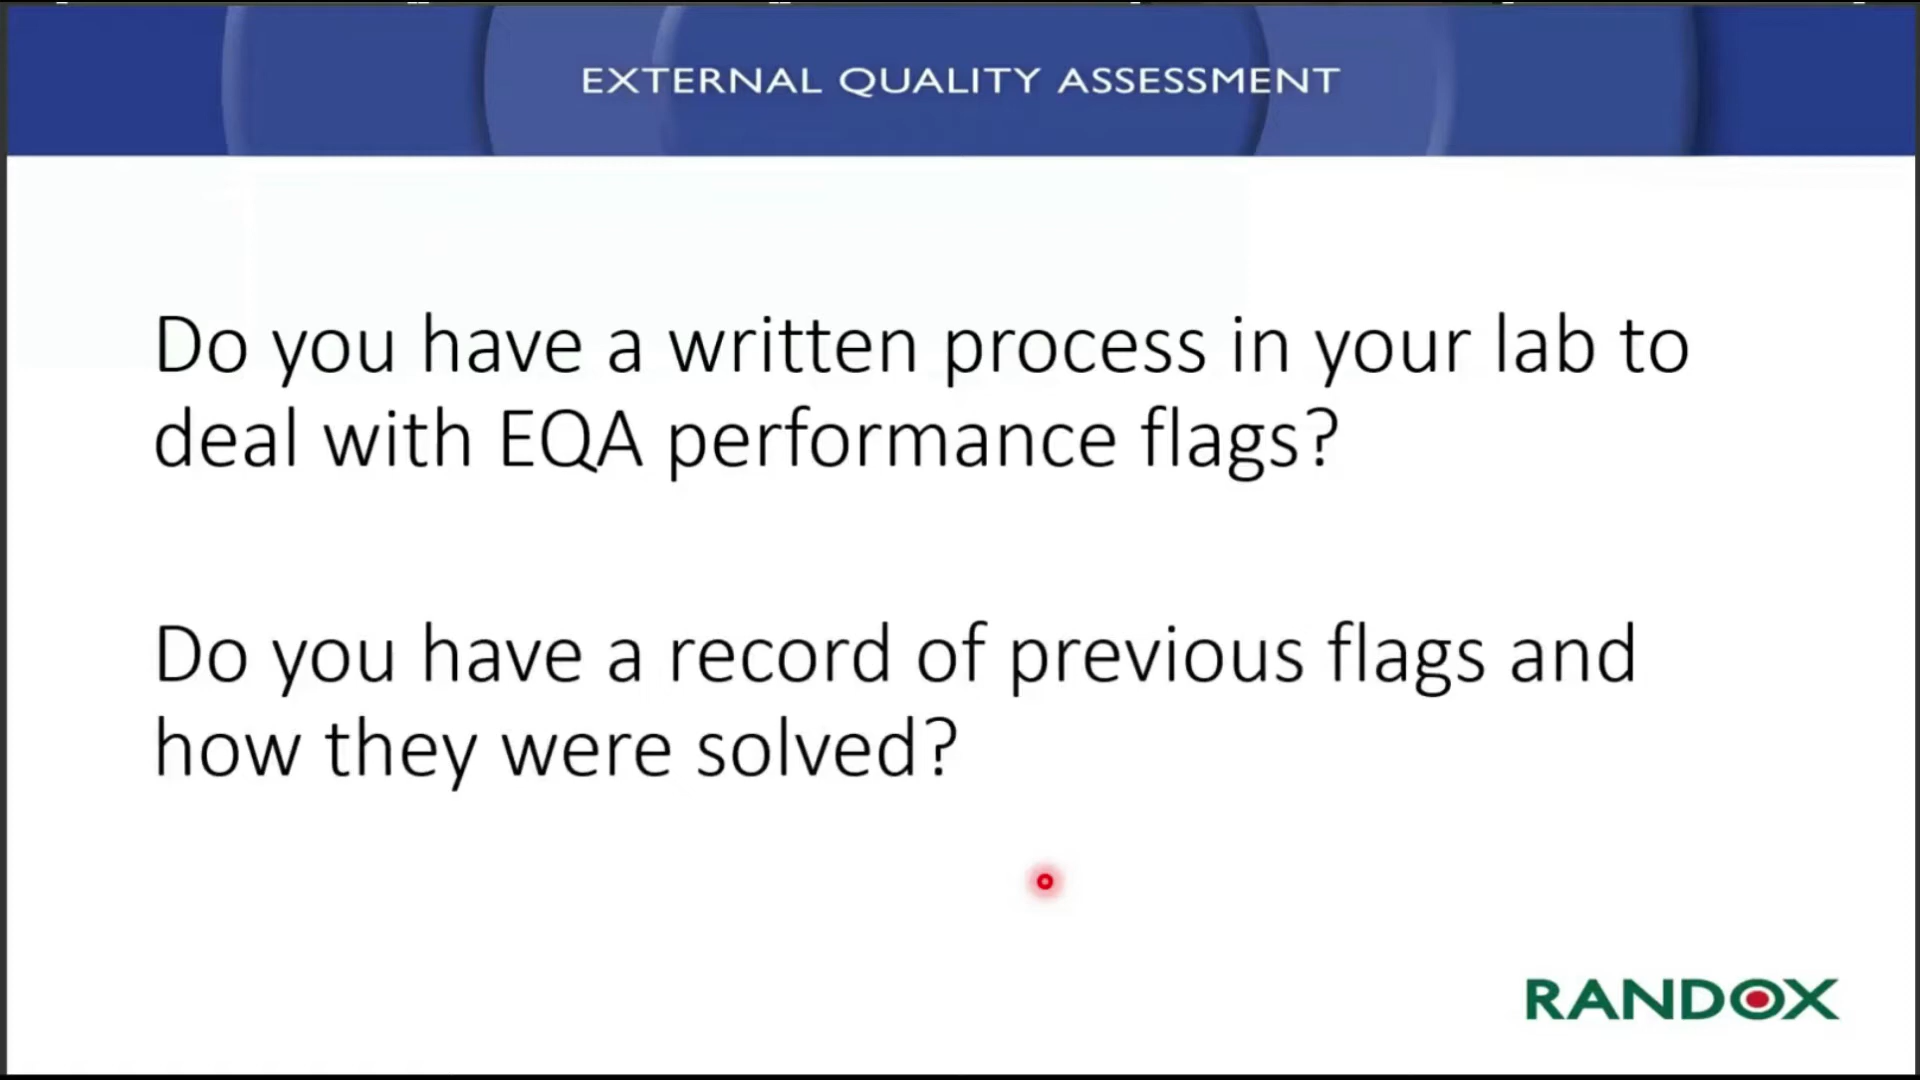 EXTERNAL QUALITY ASSESSMENT
Do you have a written process in your lab to
deal with EQA performance flags?
Do you have a record of previous flags and
how they were solved?
RANDOX